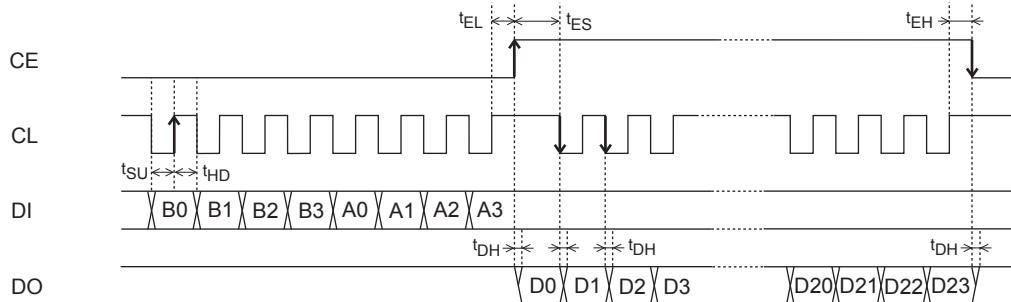 tEL tES tEH
CE
CL
tSU tHD
DI B0 B1 B2 B3 A0 A1 A2 A3
tDH tDH tDH
DO D0 D1 D2 D3 D20 D21 D22 D23